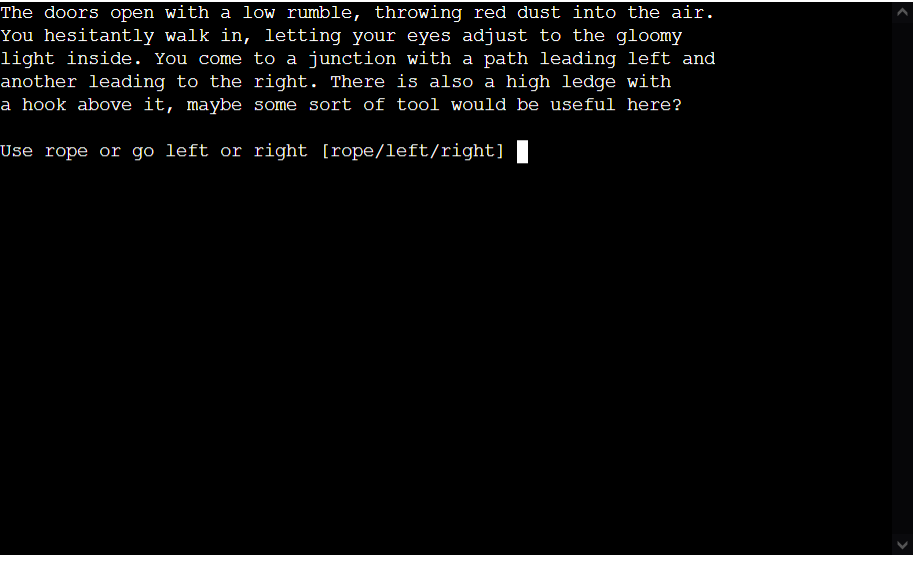 The doors open with a low rumble, throwing red dust into the air.
You hesitantly walk in, letting your eyes adjust to the gloomy
light inside. You come to a junction with a path leading left and
another leading to the right. There is also a high ledge with
a hook above it, maybe some sort of tool would be useful here?
Use rope or go left or right [rope/left/right]